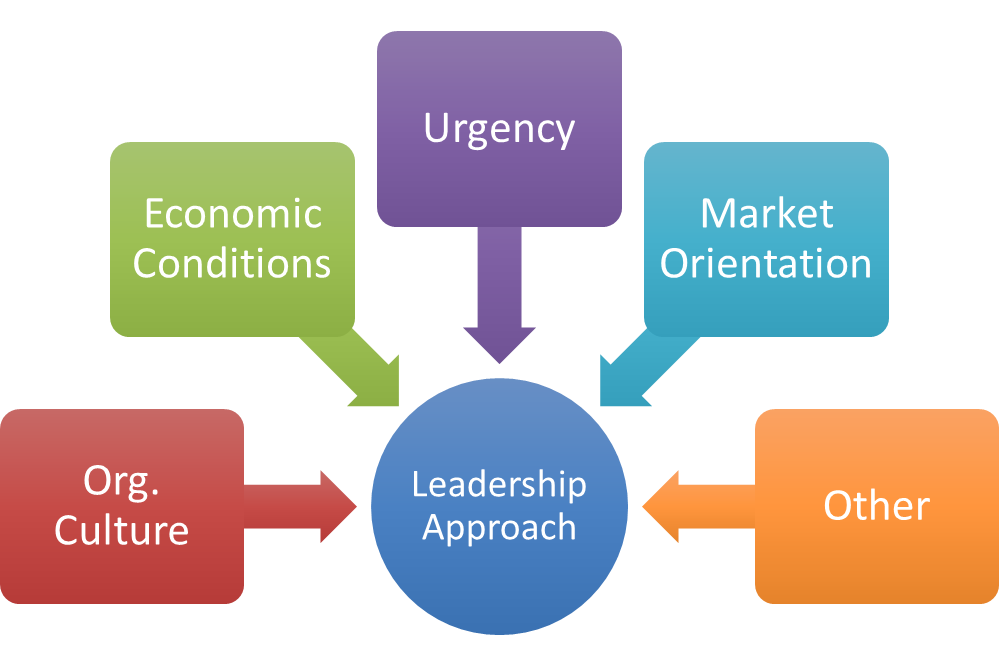 Urgency
Economic
Conditions
Market
Orientation
Org.
Culture
Leadership
Approach
Other